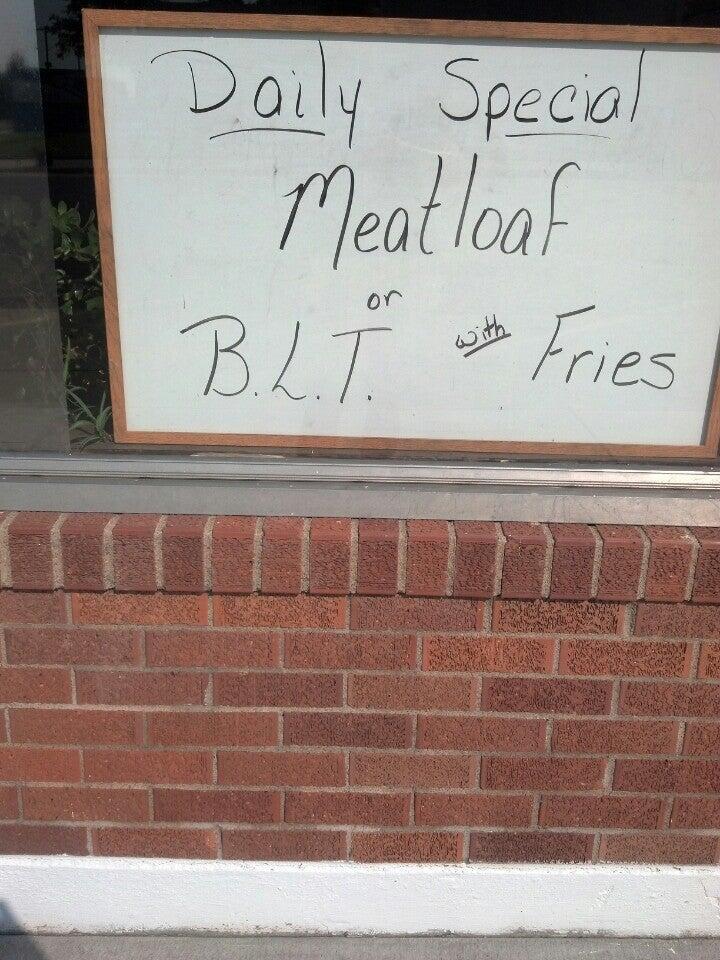 Daily Special
Meatloaf
or
B.L.T. with Fries